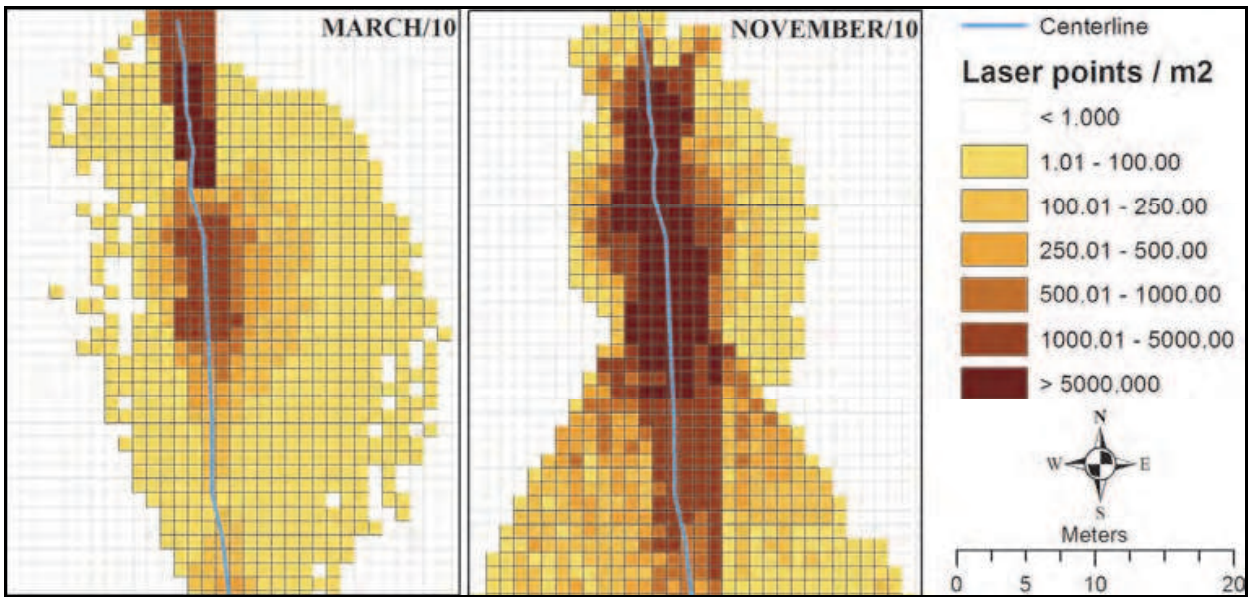 MARCH/10
NOVEMBER/10
Centerline
Laser points / m2
< 1.000
1.01 - 100.00
100.01 - 250.00
250.01 - 500.00
500.01 - 1000.00
1000.01 - 5000.00
> 5000.000
N
W E
S
Meters
0 5 10 20